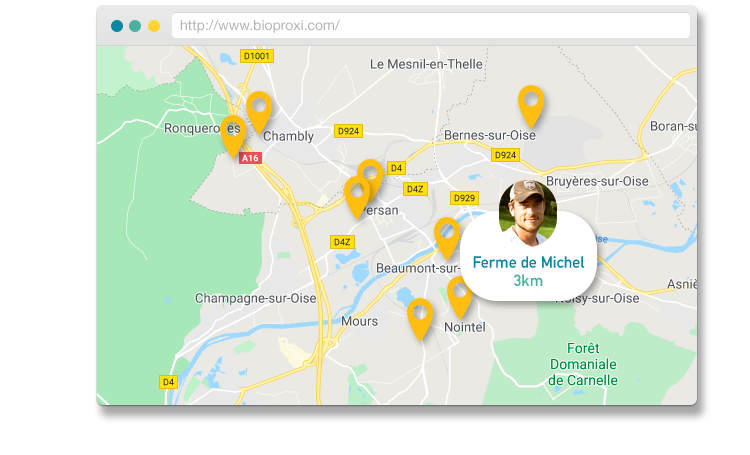 http://www.bioproxi.com/
D1001
Le Mesnil-en-Thelle
Ronquerolles
Chambly
D924
Bernes-sur-Oise
Boran-su
A16
D924
D4
Bruyères-sur-Oise
D4Z
D929
Persan
D4Z
Oise
Beaumont-sur-
Ferme de Michel
3km
Asniè
Champagne-sur-Oise
Noisy-sur-Oise
Mours
Nointel
Forêt
Domaniale
de Carnelle
D4